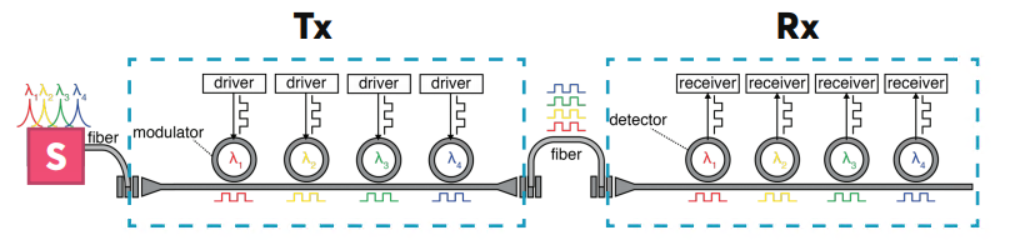 Tx
Rx
λ1 λ2 λ3 λ4
S
fiber
modulator
driver driver driver driver
λ1 λ2 λ3 λ4
fiber
detector
receiver receiver receiver receiver
λ1 λ2 λ3 λ4